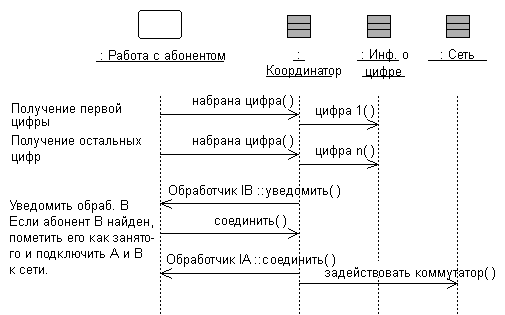 : Работа с абонентом
:
Координатор
: Инф. о
цифре
: Сеть
Получение первой
цифры
набрана цифра( )
цифра 1( )
Получение остальных
цифр
набрана цифра( )
цифра n( )
Обработчик IB ::уведомить( )
Уведомить обраб. B
Если абонент B найден,
пометить его как занято-
го и подключить A и B
к сети.
соединить( )
Обработчик IA ::соединить( )
задействовать коммутатор( )